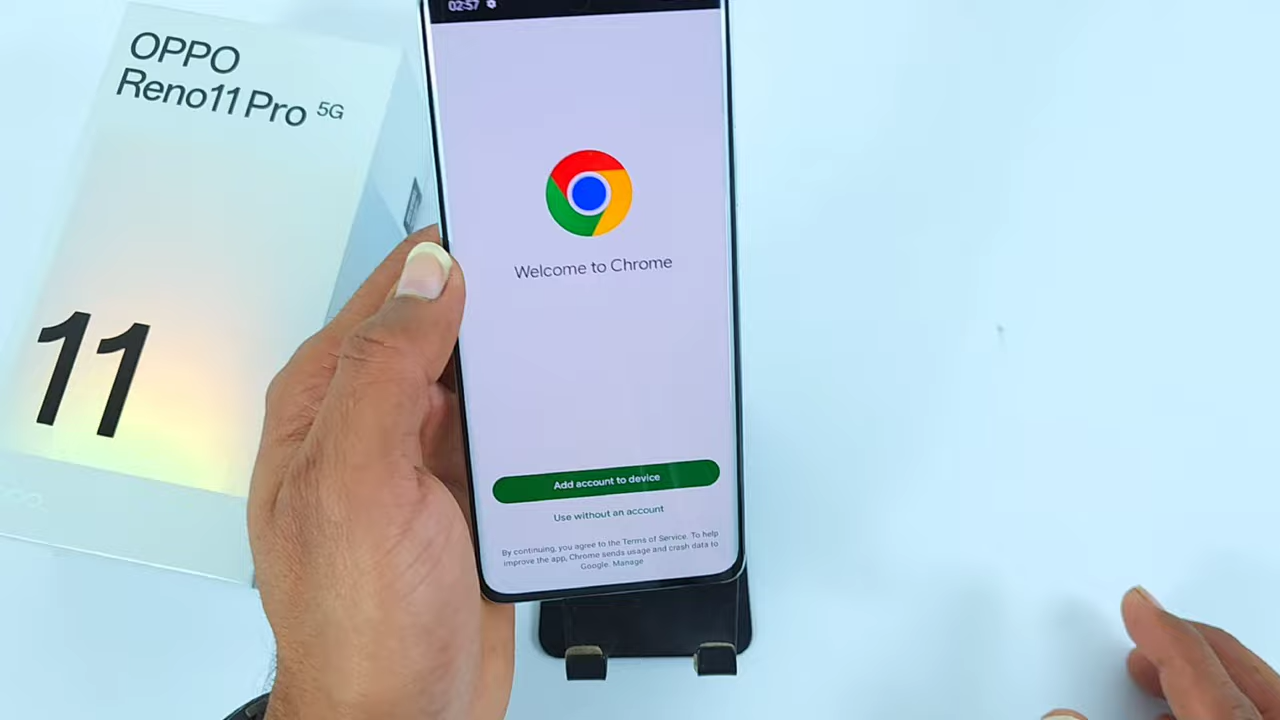 OPPO
Reno11 Pro 5G
11
02:57
Welcome to Chrome
Add account to device
Use without an account
By continuing, you agree to the Terms of Service. To help
improve the app, Chrome sends usage and crash data to
Google. Manage